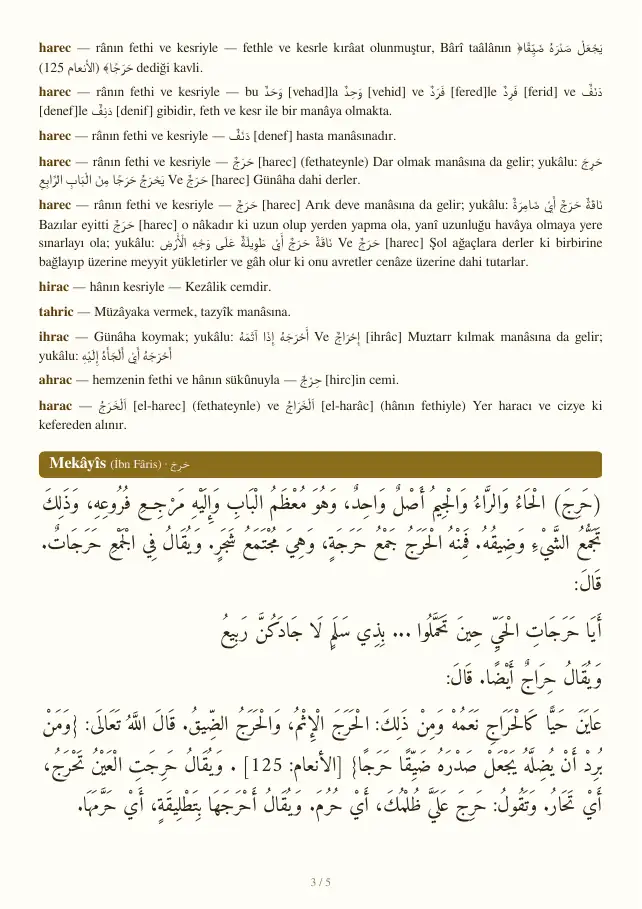 harec — rânın fethi ve kesriyle — fethle ve kesrle kırâat olunmuştur, Bârî taâlânın ﴿يَجْعَلْ صَدْرَهُ ضَيِّقًا
حَرَجًا﴾ (الأنعام 125) dediği kavli.
harec — rânın fethi ve kesriyle — bu وَحَدٌ [vehad]la وَحِدٌ [vehid] ve فَرَدٌ [fered]le فَرِدٌ [ferid] ve دَنَفٌ
[denef]le دَنِفٌ [denif] gibidir, feth ve kesr ile bir manâya olmakta.
harec — rânın fethi ve kesriyle — دَنَفٌ [denef] hasta manâsınadır.
harec — rânın fethi ve kesriyle — حَرَجٌ [harec] (fethateynle) Dar olmak manâsına da gelir; yukâlu: حَرِجَ
يَحْرَجُ حَرَجًا مِنَ الْبَابِ الرَّابِعِ Ve حَرَجٌ [harec] Günâha dahi derler.
harec — rânın fethi ve kesriyle — حَرَجٌ [harec] Arık deve manâsına da gelir; yukâlu: نَاقَةٌ حَرَجٌ أَيْ ضَامِرَةٌ
Bazılar eyitti حَرَجٌ [harec] o nâkadır ki uzun olup yerden yapma ola, yanî uzunluğu havâya olmaya yere
sınarlayı ola; yukâlu: نَاقَةٌ حَرَجٌ أَيْ طَوِيلَةٌ عَلَى وَجْهِ الْأَرْضِ Ve حَرَجٌ [harec] Şol ağaçlara derler ki birbirine
bağlayıp üzerine meyyit yükletirler ve gâh olur ki onu avretler cenâze üzerine dahi tutarlar.
hirac — hânın kesriyle — Kezâlik cemdir.
tahric — Müzâyaka vermek, tazyîk manâsına.
ihrac — Günâha koymak; yukâlu: أَحْرَجَهُ إِذَا آثَمَهُ Ve إِحْرَاجٌ [ihrâc] Muztarr kılmak manâsına da gelir;
yukâlu: أَحْرَجَهُ أَيْ أَلْجَأَهُ إِلَيْهِ
ahrac — hemzenin fethi ve hânın sükûnuyla — حِرْجٌ [hirc]in cemi.
harac — اَلْخَرَجُ [el-harec] (fethateynle) ve اَلْخَرَاجُ [el-harâc] (hânın fethiyle) Yer haracı ve cizye ki
kefereden alınır.
Mekâyîs (İbn Fâris) · حرج
(حَرِجَ) الْحَاءُ وَالرَّاءُ وَالْجِيمُ أَصْلٌ وَاحِدٌ، وَهُوَ مُعْظَمُ الْبَابِ وَإِلَيْهِ مَرْجِعُ فُرُوعِهِ، وَذَلِكَ
تَجَمُّعُ الشَّيْءِ وَضِيقُهُ. فَمِنْهُ الْحَرَجُ جَمْعُ حَرَجَةٍ، وَهِيَ مُجْتَمَعُ شَجَرٍ. وَيُقَالُ فِي الْجَمْعِ حَرَجَاتٌ.
قَالَ:
أَيَا حَرَجَاتِ الْحَيِّ حِينَ تَحَمَّلُوا ... بِذِي سَلَمٍ لَا جَادَكُنَّ رَبِيعُ
وَيُقَالُ حِرَاجٌ أَيْضًا. قَالَ:
عَايَنَ حَيًّا كَالْحَرَاجِ نَعَمُهْ وَمِنْ ذَلِكَ: الْحَرَجَ الْإِثْمُ، وَالْحَرَجُ الضِّيقُ. قَالَ اللَّهُ تَعَالَى: {وَمَنْ
يُرِدْ أَنْ يُضِلَّهُ يَجْعَلْ صَدْرَهُ ضَيِّقًا حَرَجًا} [الأنعام: 125] . وَيُقَالُ حَرِجَتِ الْعَيْنُ تَحْرَجُ،
أَيْ تَحَارُ. وَتَقُولُ: حَرِجَ عَلَيَّ ظُلْمُكَ، أَيْ حُرُمَ. وَيُقَالُ أَحْرَجَهَا بِتَطْلِيقَةٍ، أَيْ حَرَّمَهَا.
3 / 5